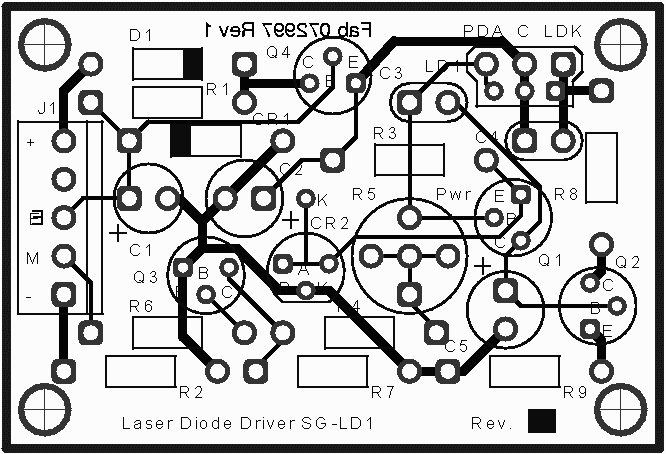 Fab 072997 Rev 1
D1
PDA C LDK
Q4
C E
B
LD1
C3
R1
J1
CR1
C4
+
R3
C2
E
K
R5
Pwr
E
R8
CR2
B
+
C
M
C1
+
Q3
B
A
+
Q1
Q2
E
C
C
-
B
R6
R4
E
C5
R2
R7
R9
Laser Diode Driver SG-LD1
Rev.